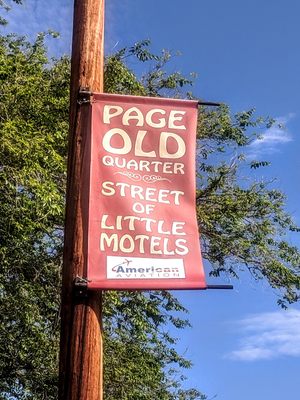 PAGE
OLD
QUARTER
STREET
OF
LITTLE
MOTELS
American
AVIATION